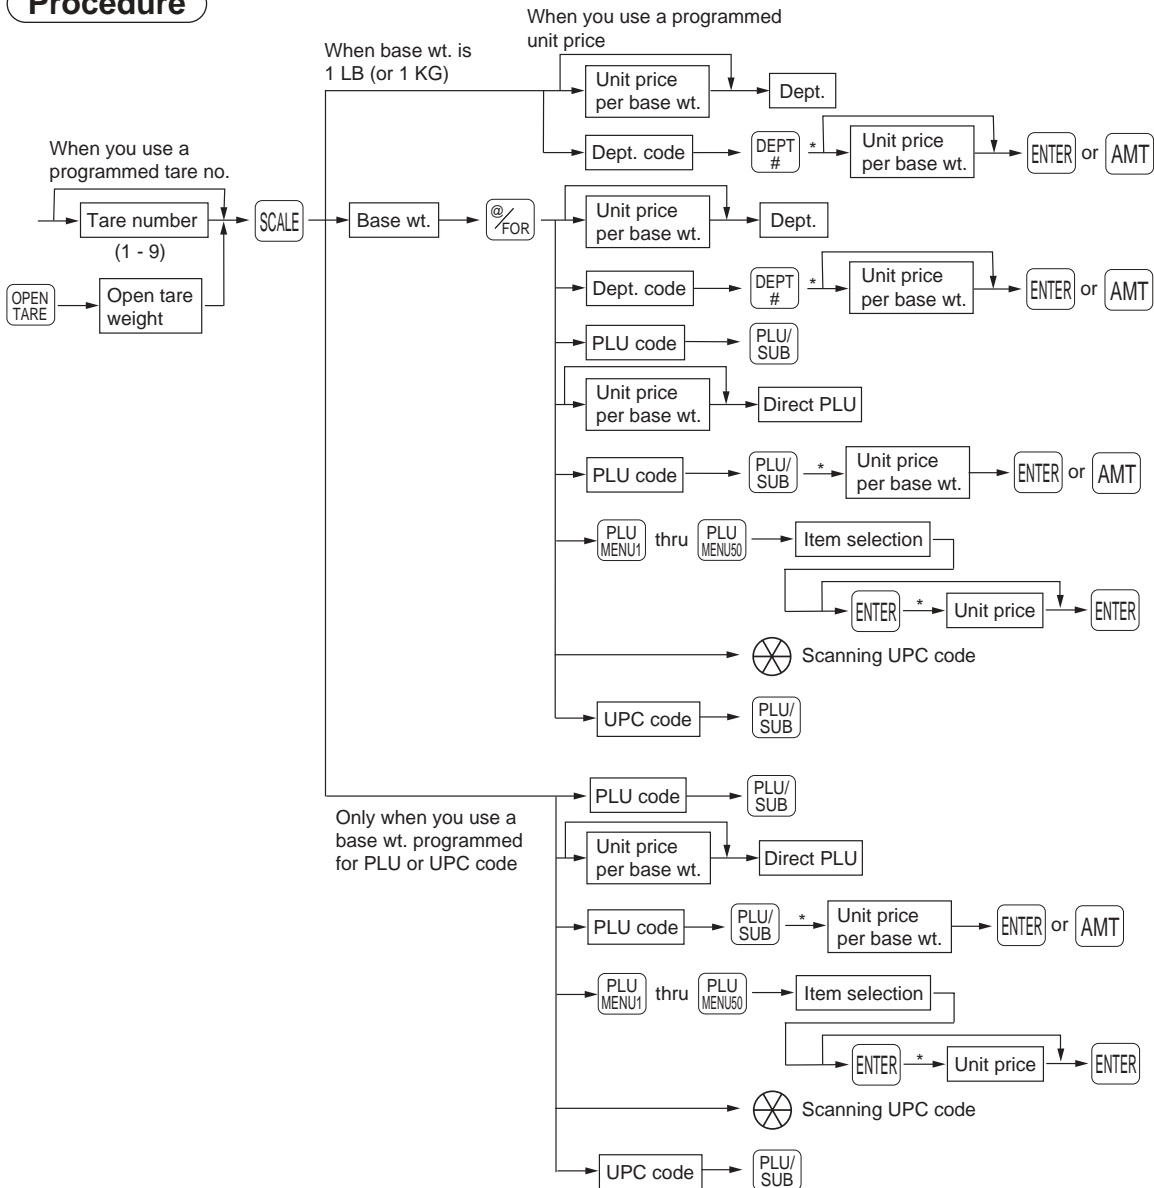 Procedure
When you use a programmed
unit price
When base wt. is
1 LB (or 1 KG)
Unit price
per base wt.
Dept.
When you use a
programmed tare no.
Dept. code
DEPT
#
*
Unit price
per base wt.
ENTER or AMT
Tare number
(1 - 9)
SCALE
Base wt.
@/FOR
Unit price
per base wt.
Dept.
OPEN
TARE
Open tare
weight
Dept. code
DEPT
#
*
Unit price
per base wt.
ENTER or AMT
PLU code
PLU/
SUB
Unit price
per base wt.
Direct PLU
PLU code
PLU/
SUB
*
Unit price
per base wt.
ENTER or AMT
PLU
MENU1
thru
PLU
MENU50
Item selection
ENTER
*
Unit price
ENTER
Scanning UPC code
UPC code
PLU/
SUB
PLU code
PLU/
SUB
Only when you use a
base wt. programmed
for PLU or UPC code
Unit price
per base wt.
Direct PLU
PLU code
PLU/
SUB
*
Unit price
per base wt.
ENTER or AMT
PLU
MENU1
thru
PLU
MENU50
Item selection
ENTER
*
Unit price
ENTER
Scanning UPC code
UPC code
PLU/
SUB